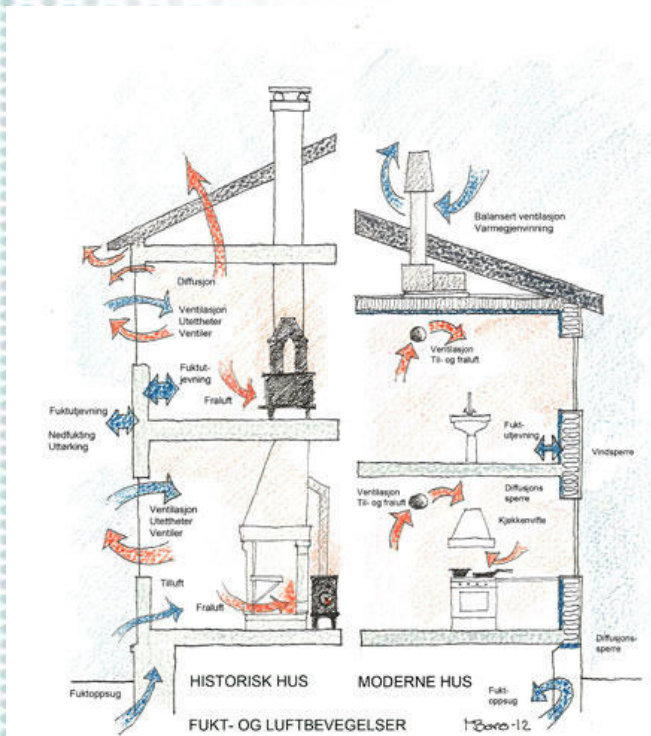 Balansert ventilasjon
Varmegjenvinning
Diffusjon
Ventilasjon
Utettheter
Ventiler
Fuktut-
jevning
Fraluft
Fuktutjevning
Nedfukting
Uttørking
Ventilasjon
Utettheter
Ventiler
Tilluft
Fraluft
Fuktoppsug
HISTORISK HUS
Ventilasjon
Til- og fraluft
Fukt-
utjevning
Vindsperre
Ventilasjon
Til- og fraluft
Diffusjons
sperre
Kjøkkenvifte
Diffusjons-
sperre
MODERNE HUS
Fukt-
oppsug
FUKT- OG LUFTBEVEGELSER